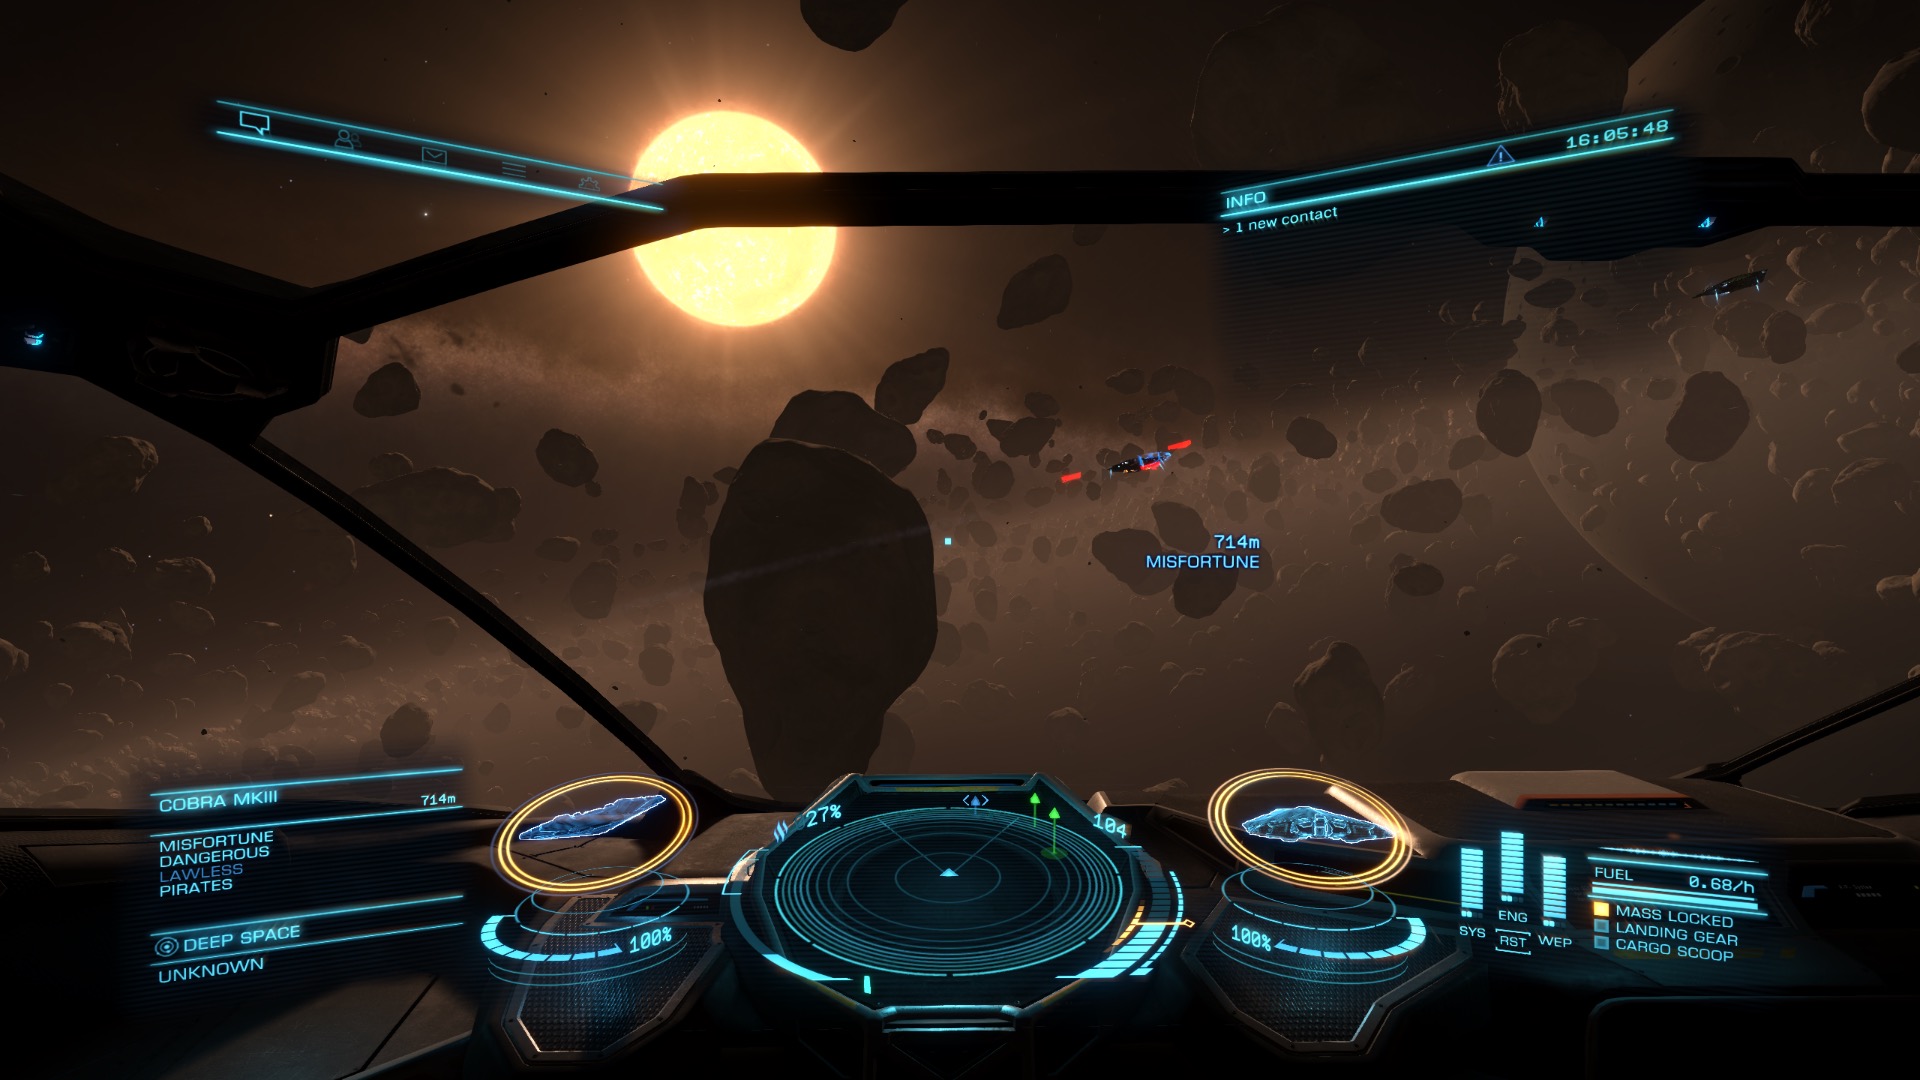 16:05:48
INFO
> 1 new contact
714m
MISFORTUNE
COBRA MKIII
714m
MISFORTUNE
DANGEROUS
LAWLESS
PIRATES
DEEP SPACE
UNKNOWN
100%
27%
104
100%
SYS
ENG
RST
WEP
FUEL
0.68/h
MASS LOCKED
LANDING GEAR
CARGO SCOOP